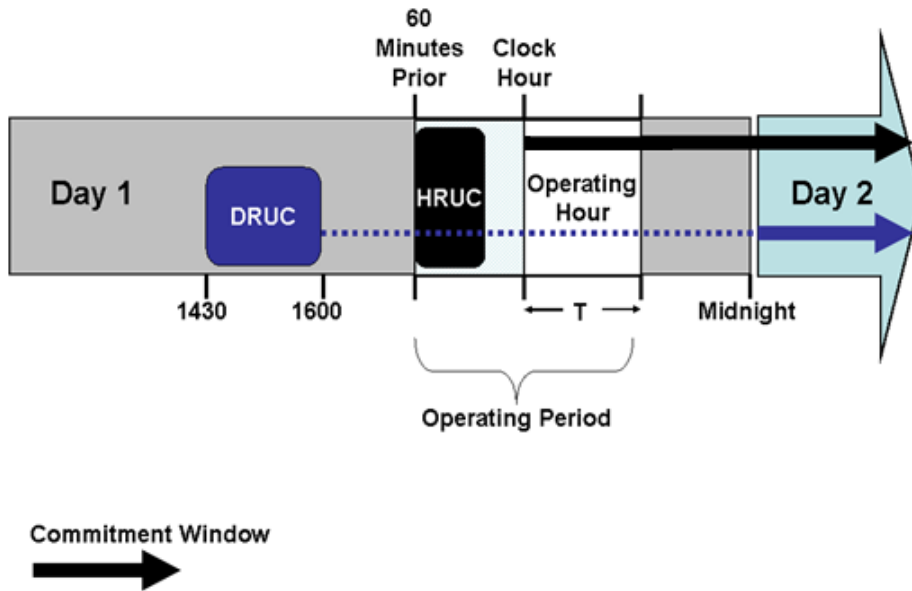 60
Minutes
Prior
Clock
Hour
Day 1
DRUC
HRUC
Operating
Hour
Day 2
1430
1600
T
Midnight
Operating Period
Commitment Window